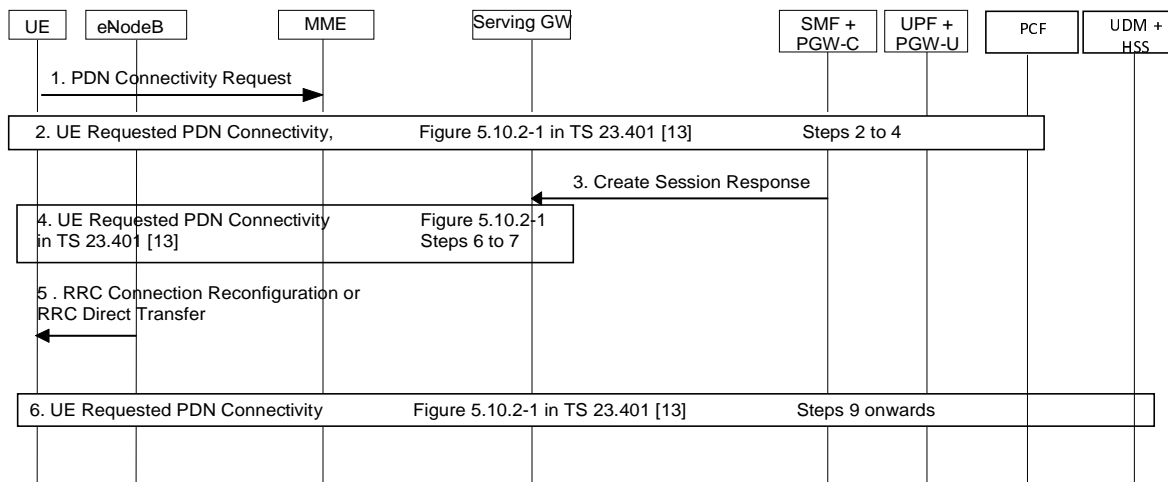 UE
eNodeB
MME
Serving GW
SMF +
PGW-C
UPF +
PGW-U
PCF
UDM +
HSS
1. PDN Connectivity Request
2. UE Requested PDN Connectivity, Figure 5.10.2-1 in TS 23.401 [13] Steps 2 to 4
3. Create Session Response
4. UE Requested PDN Connectivity Figure 5.10.2-1
in TS 23.401 [13] Steps 6 to 7
5 . RRC Connection Reconfiguration or
RRC Direct Transfer
6. UE Requested PDN Connectivity Figure 5.10.2-1 in TS 23.401 [13] Steps 9 onwards